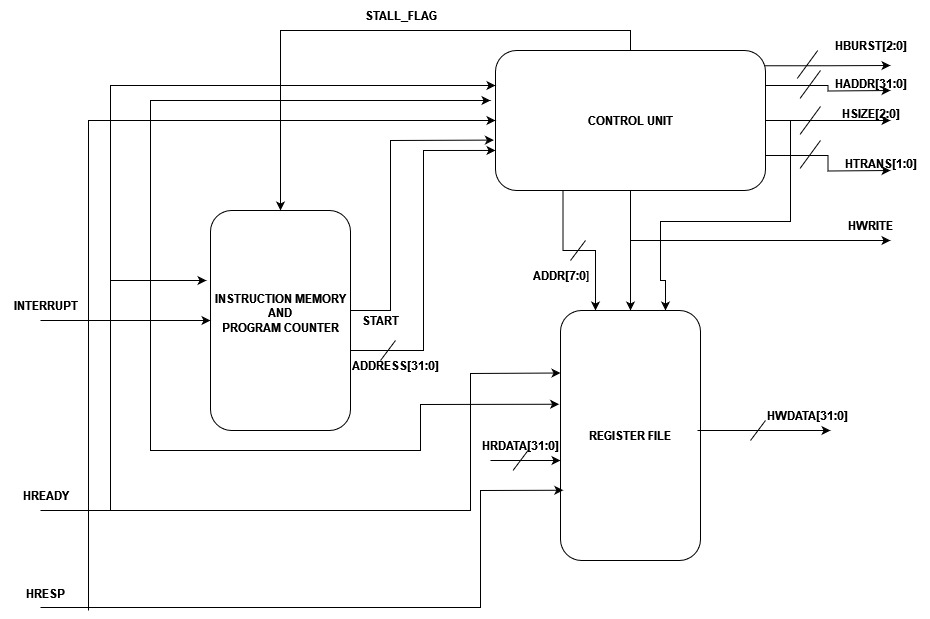 STALL_FLAG
HBURST[2:0]
HADDR[31:0]
HSIZE[2:0]
CONTROL UNIT
HTRANS[1:0]
HWRITE
ADDR[7:0]
INTERRUPT
INSTRUCTION MEMORY
AND
PROGRAM COUNTER
START
ADDRESS[31:0]
HWDATA[31:0]
REGISTER FILE
HRDATA[31:0]
HREADY
HRESP